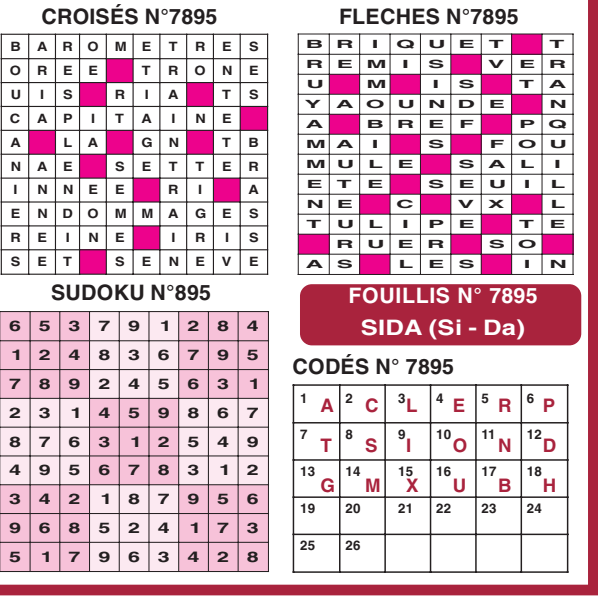 CROISÉS N°7895
B A R O M E T R E S
O R E E T R O N E
U I S R I A T S
C A P I T A I N E
A L A G N T B
N A E S E T T E R
I N N E E R I A
E N D O M M A G E S
R E I N E I R I S
S E T S E N E V E
FLECHES N°7895
B R I Q U E T T
R E M I S V E R
U M I S T A
Y A O U N D E N
A B R E F P Q
M A I S F O U
M U L E S A L I
E T E S E U I L
N E C V X L
T U L I P E T E
R U E R S O
A S L E S I N
SUDOKU N°895
6 5 3 7 9 1 2 8 4
1 2 4 8 3 6 7 9 5
7 8 9 2 4 5 6 3 1
2 3 1 4 5 9 8 6 7
8 7 6 3 1 2 5 4 9
4 9 5 6 7 8 3 1 2
3 4 2 1 8 7 9 5 6
9 6 8 5 2 4 1 7 3
5 1 7 9 6 3 4 2 8
FOUILLIS N° 7895
SIDA (Si - Da)
CODÉS N° 7895
1 A 2 C 3 L 4 E 5 R 6 P
7 T 8 S 9 I 10 O 11 N 12 D
13 G 14 M 15 X 16 U 17 B 18 H
19 20 21 22 23 24
25 26